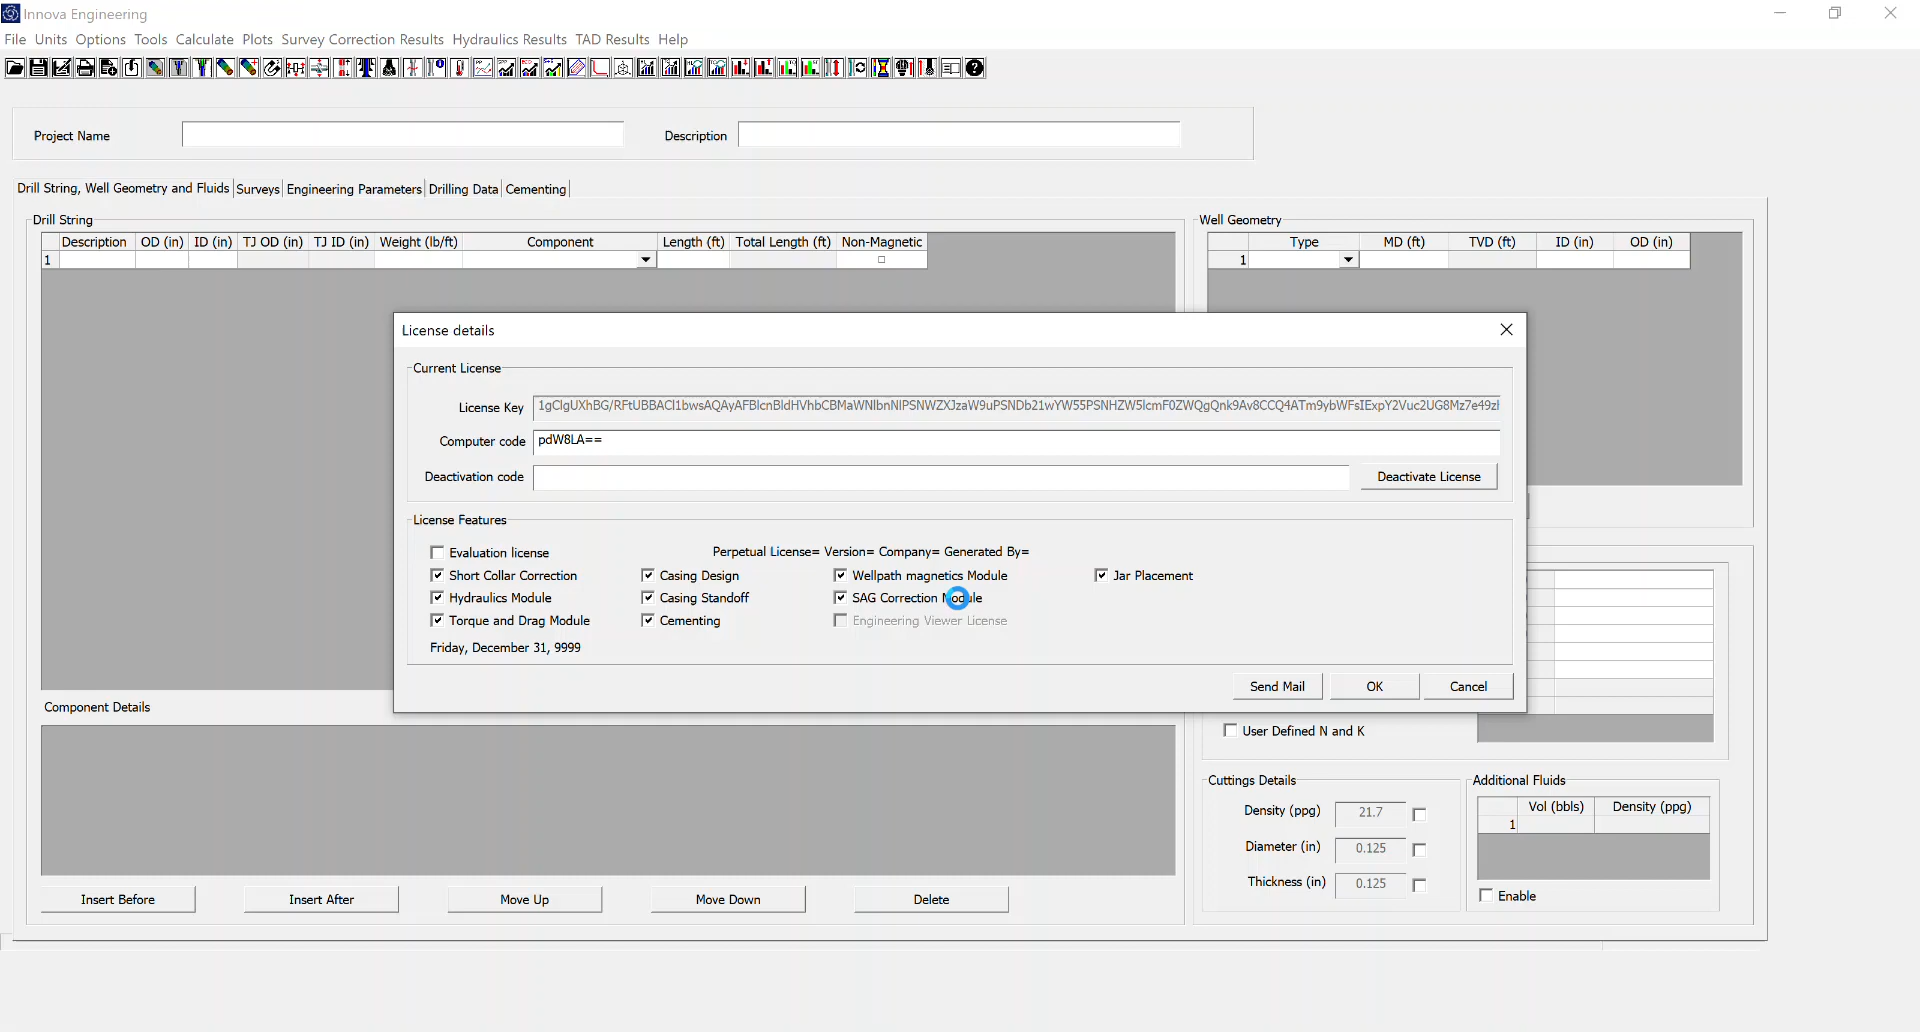 Innova Engineering
File Units Options Tools Calculate Plots Survey Correction Results Hydraulics Results TAD Results Help
Project Name
Description
Drill String, Well Geometry and Fluids Surveys Engineering Parameters Drilling Data Cementing
Drill String
Description OD (in) ID (in) TJ OD (in) TJ ID (in) Weight (lb/ft) Component Length (ft) Total Length (ft) Non-Magnetic
1
Well Geometry
Type MD (ft) TVD (ft) ID (in) OD (in)
1
License details
Current License
License Key
Computer code pdW8LA==
Deactivation code
Deactivate License
License Features
Evaluation license
Perpetual License= Version= Company= Generated By=
Short Collar Correction Casing Design Wellpath magnetics Module Jar Placement
Hydraulics Module Casing Standoff SAG Correction Module
Torque and Drag Module Cementing Engineering Viewer License
Friday, December 31, 9999
Send Mail OK Cancel
Component Details
User Defined N and K
Cuttings Details
Density (ppg) 21.7
Diameter (in) 0.125
Thickness (in) 0.125
Additional Fluids
Vol (bbls) Density (ppg)
1
Enable
Insert Before Insert After Move Up Move Down Delete